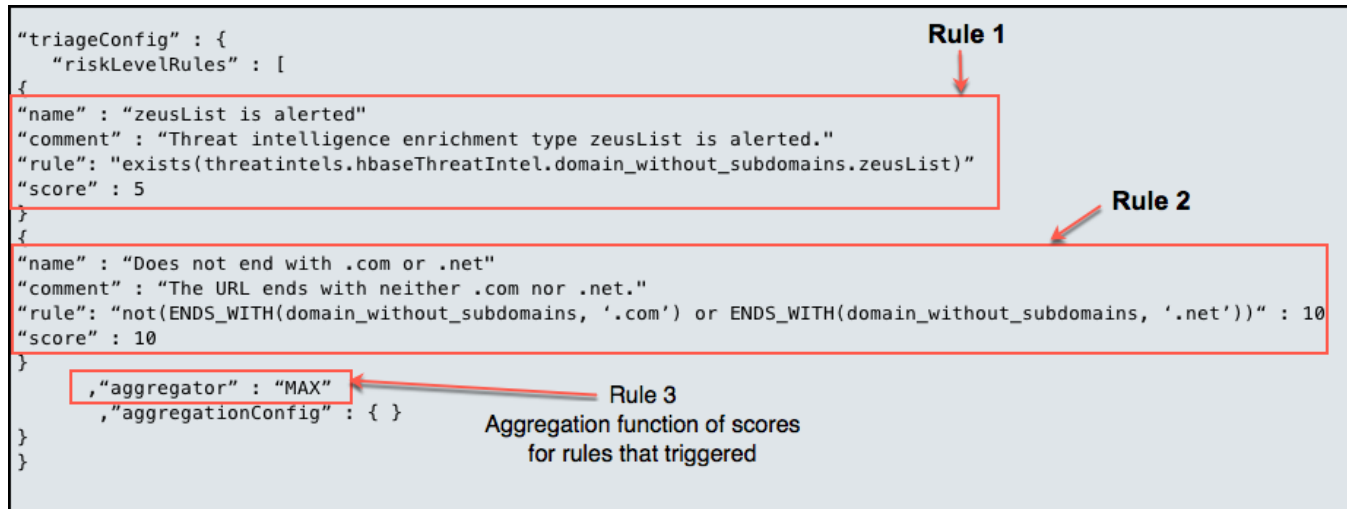 Rule 1
“triageConfig” : {
“riskLevelRules” : [
{
“name” : “zeusList is alerted"
“comment” : “Threat intelligence enrichment type zeusList is alerted."
“rule": "exists(threatintels.hbaseThreatIntel.domain_without_subdomains.zeusList)”
“score” : 5
}
Rule 2
{
“name” : “Does not end with .com or .net"
“comment” : “The URL ends with neither .com nor .net."
“rule": “not(ENDS_WITH(domain_without_subdomains, ‘.com’) or ENDS_WITH(domain_without_subdomains, ‘.net’))“ : 10
“score” : 10
}
,“aggregator” : “MAX”
,”aggregationConfig” : { }
}
}
Rule 3
Aggregation function of scores
for rules that triggered